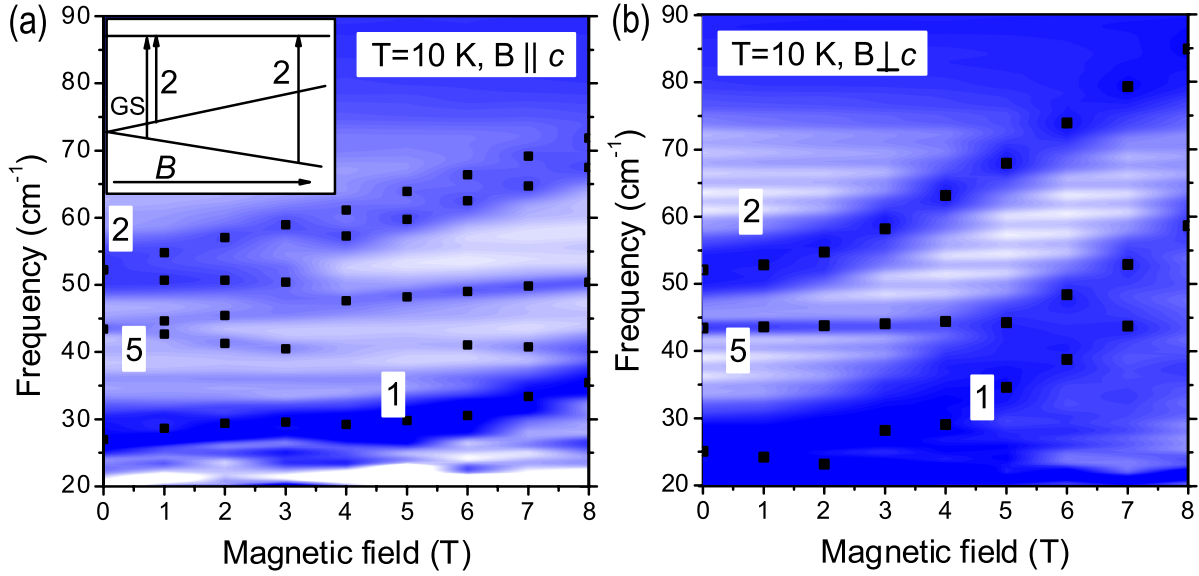 (a)
90
80
70
60
50
40
30
20
Frequency (cm-1)
0 1 2 3 4 5 6 7 8
Magnetic field (T)
T=10 K, B || c
GS
2
2
B
2
5
1
(b)
90
80
70
60
50
40
30
20
Frequency (cm-1)
0 1 2 3 4 5 6 7 8
Magnetic field (T)
T=10 K, B⊥c
2
5
1